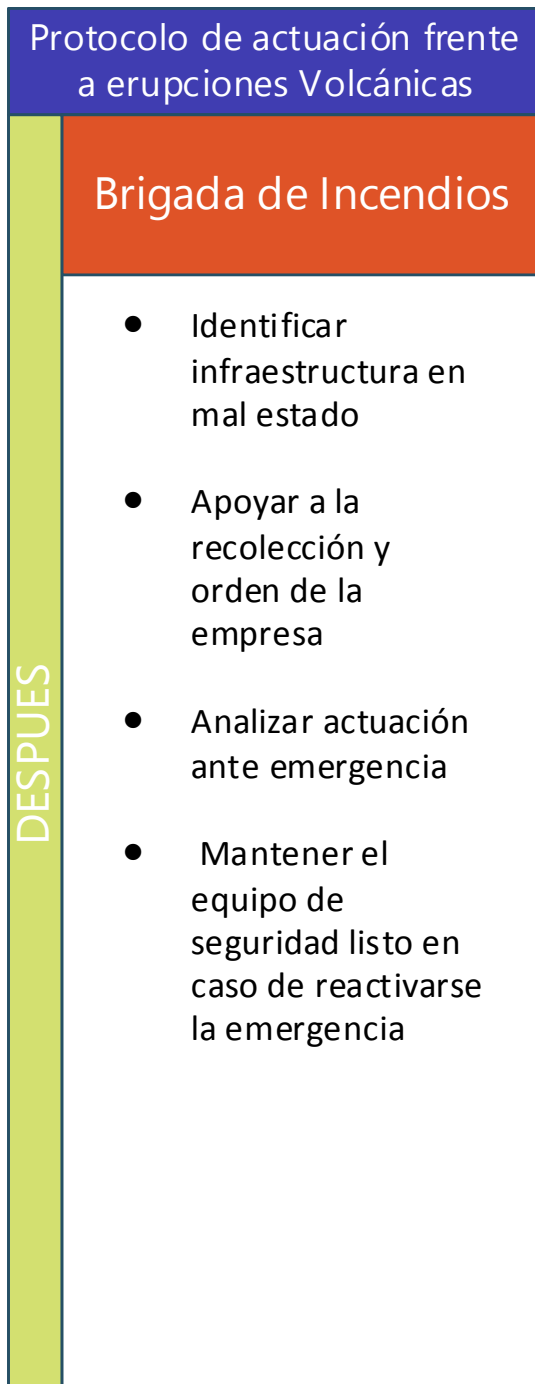 Protocolo de actuación frente
a erupciones Volcánicas
Brigada de Incendios
DESPUES
● Identificar
infraestructura en
mal estado
● Apoyar a la
recolección y
orden de la
empresa
● Analizar actuación
ante emergencia
● Mantener el
equipo de
seguridad listo en
caso de reactivarse
la emergencia